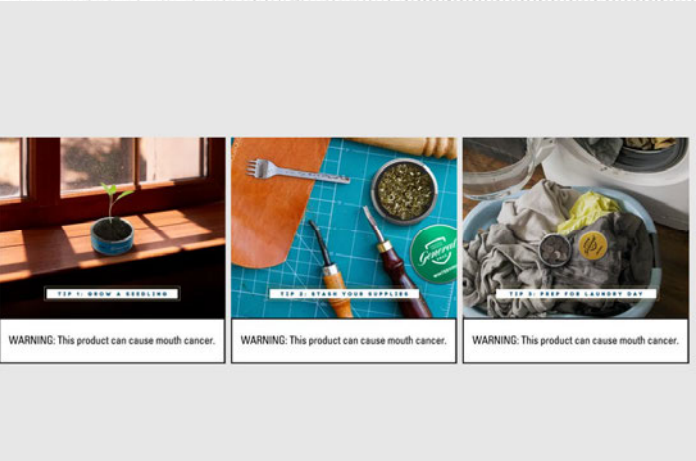 TIP 1: GROW A SEEDLING
WARNING: This product can cause mouth cancer.
General
TIP 2: STASH YOUR SUPPLIES
WARNING: This product can cause mouth cancer.
TIP 3: PREP FOR LAUNDRY DAY
WARNING: This product can cause mouth cancer.